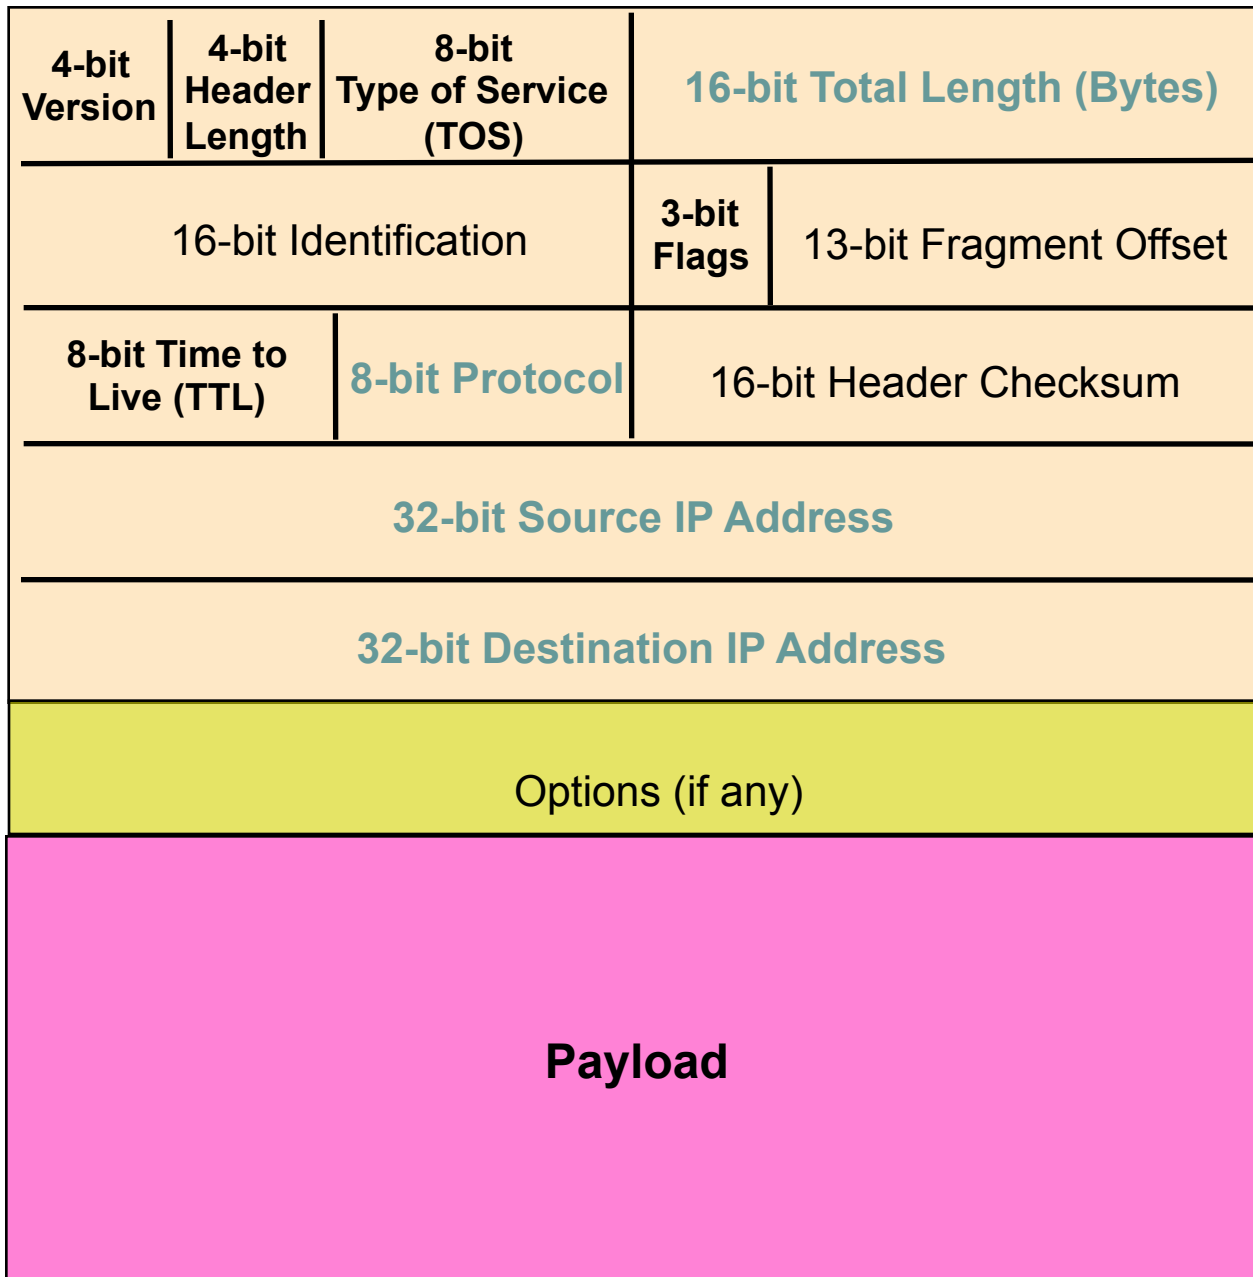 4-bit
Version
4-bit
Header
Length
8-bit
Type of Service
(TOS)
16-bit Total Length (Bytes)
16-bit Identification
3-bit
Flags
13-bit Fragment Offset
8-bit Time to
Live (TTL)
8-bit Protocol
16-bit Header Checksum
32-bit Source IP Address
32-bit Destination IP Address
Options (if any)
Payload